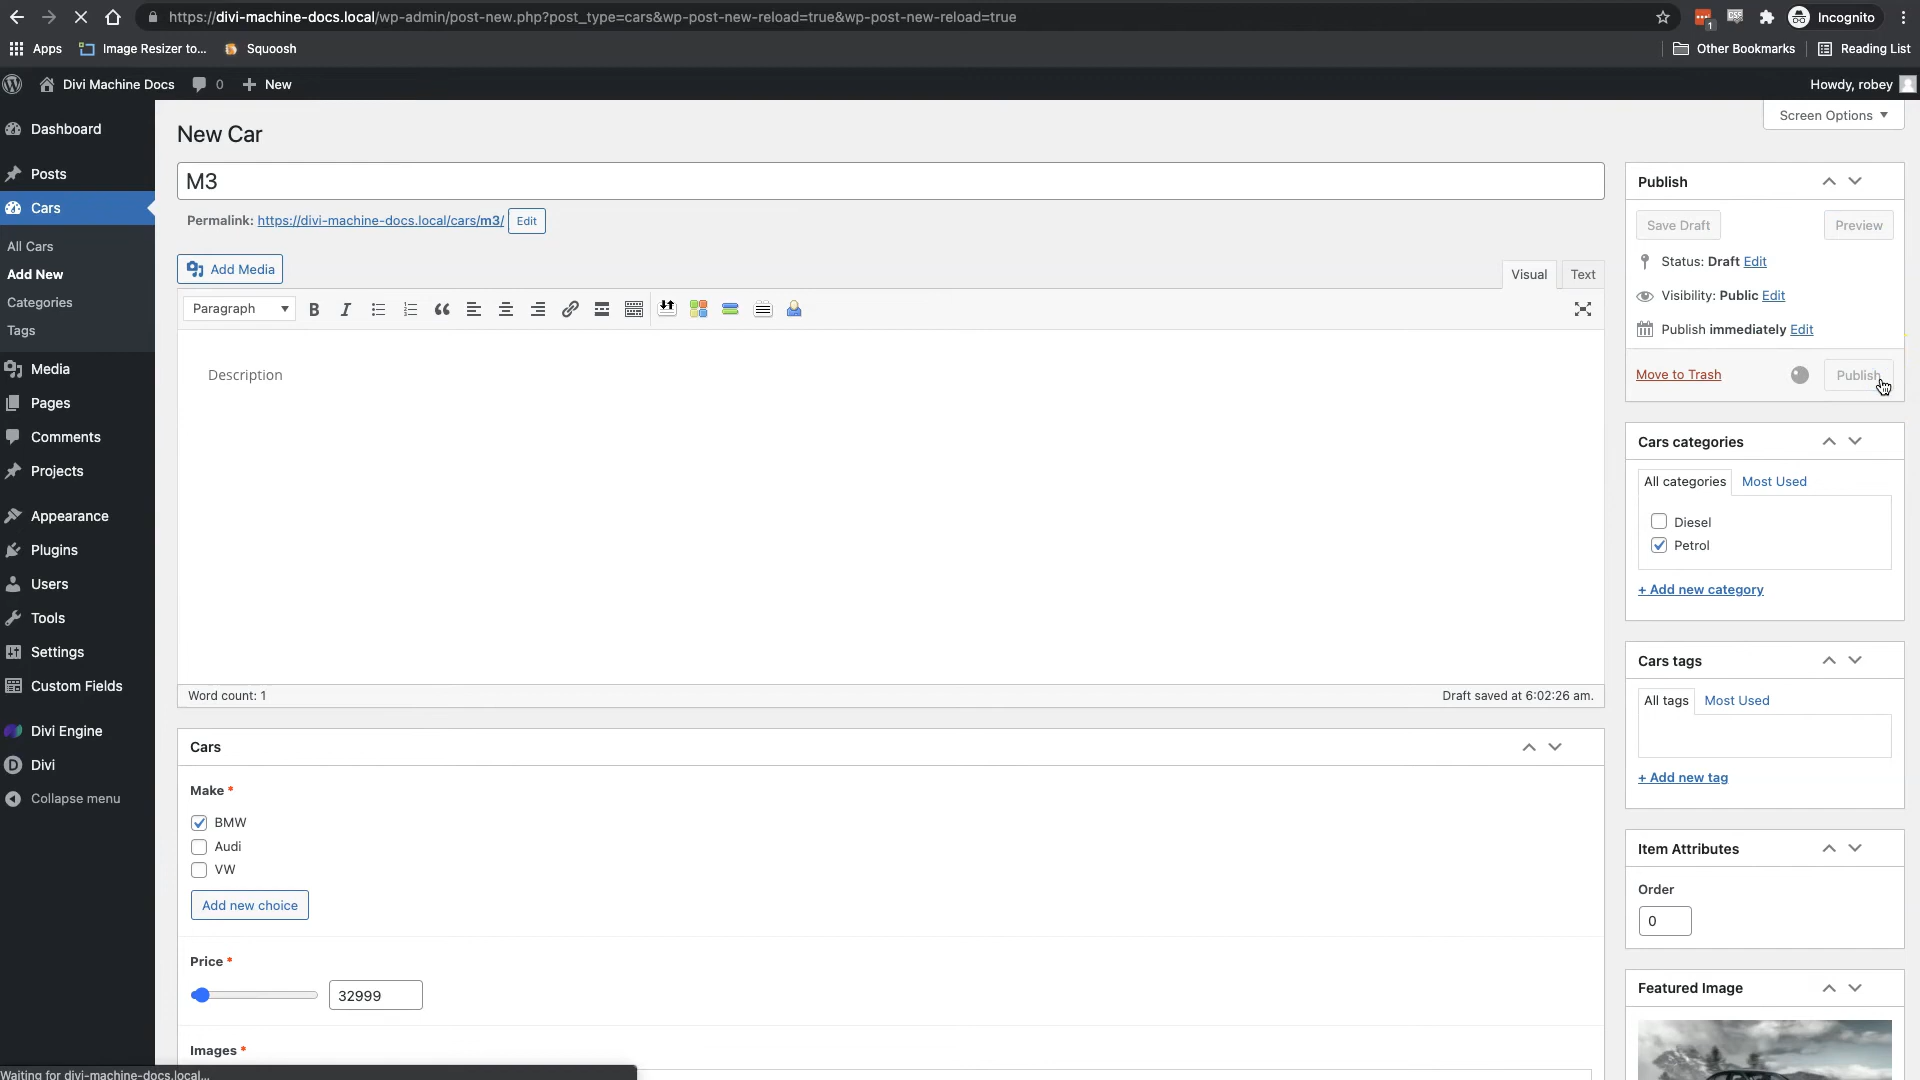 https://divi-machine-docs.local/wp-admin/post-new.php?post_type=cars&wp-post-new-reload=true&wp-post-new-reload=true
1
CSP
Incognito
Apps
Image Resizer to...
Squoosh
Other Bookmarks
Reading List
Divi Machine Docs
0
New
Howdy, robey
Dashboard
Posts
Cars
All Cars
Add New
Categories
Tags
Media
Pages
Comments
Projects
Appearance
Plugins
Users
Tools
Settings
Custom Fields
Divi Engine
Divi
Collapse menu
Screen Options
New Car
M3
Permalink: https://divi-machine-docs.local/cars/m3/ Edit
Add Media
Visual
Text
Paragraph
Description
Word count: 1
Draft saved at 6:02:26 am.
Cars
Make *
BMW
Audi
VW
Add new choice
Price *
32999
Images *
Publish
Save Draft
Preview
Status: Draft Edit
Visibility: Public Edit
Publish immediately Edit
Move to Trash
Publish
Cars categories
All categories
Most Used
Diesel
Petrol
+ Add new category
Cars tags
All tags
Most Used
+ Add new tag
Item Attributes
Order
0
Featured Image
Waiting for divi-machine-docs.local...